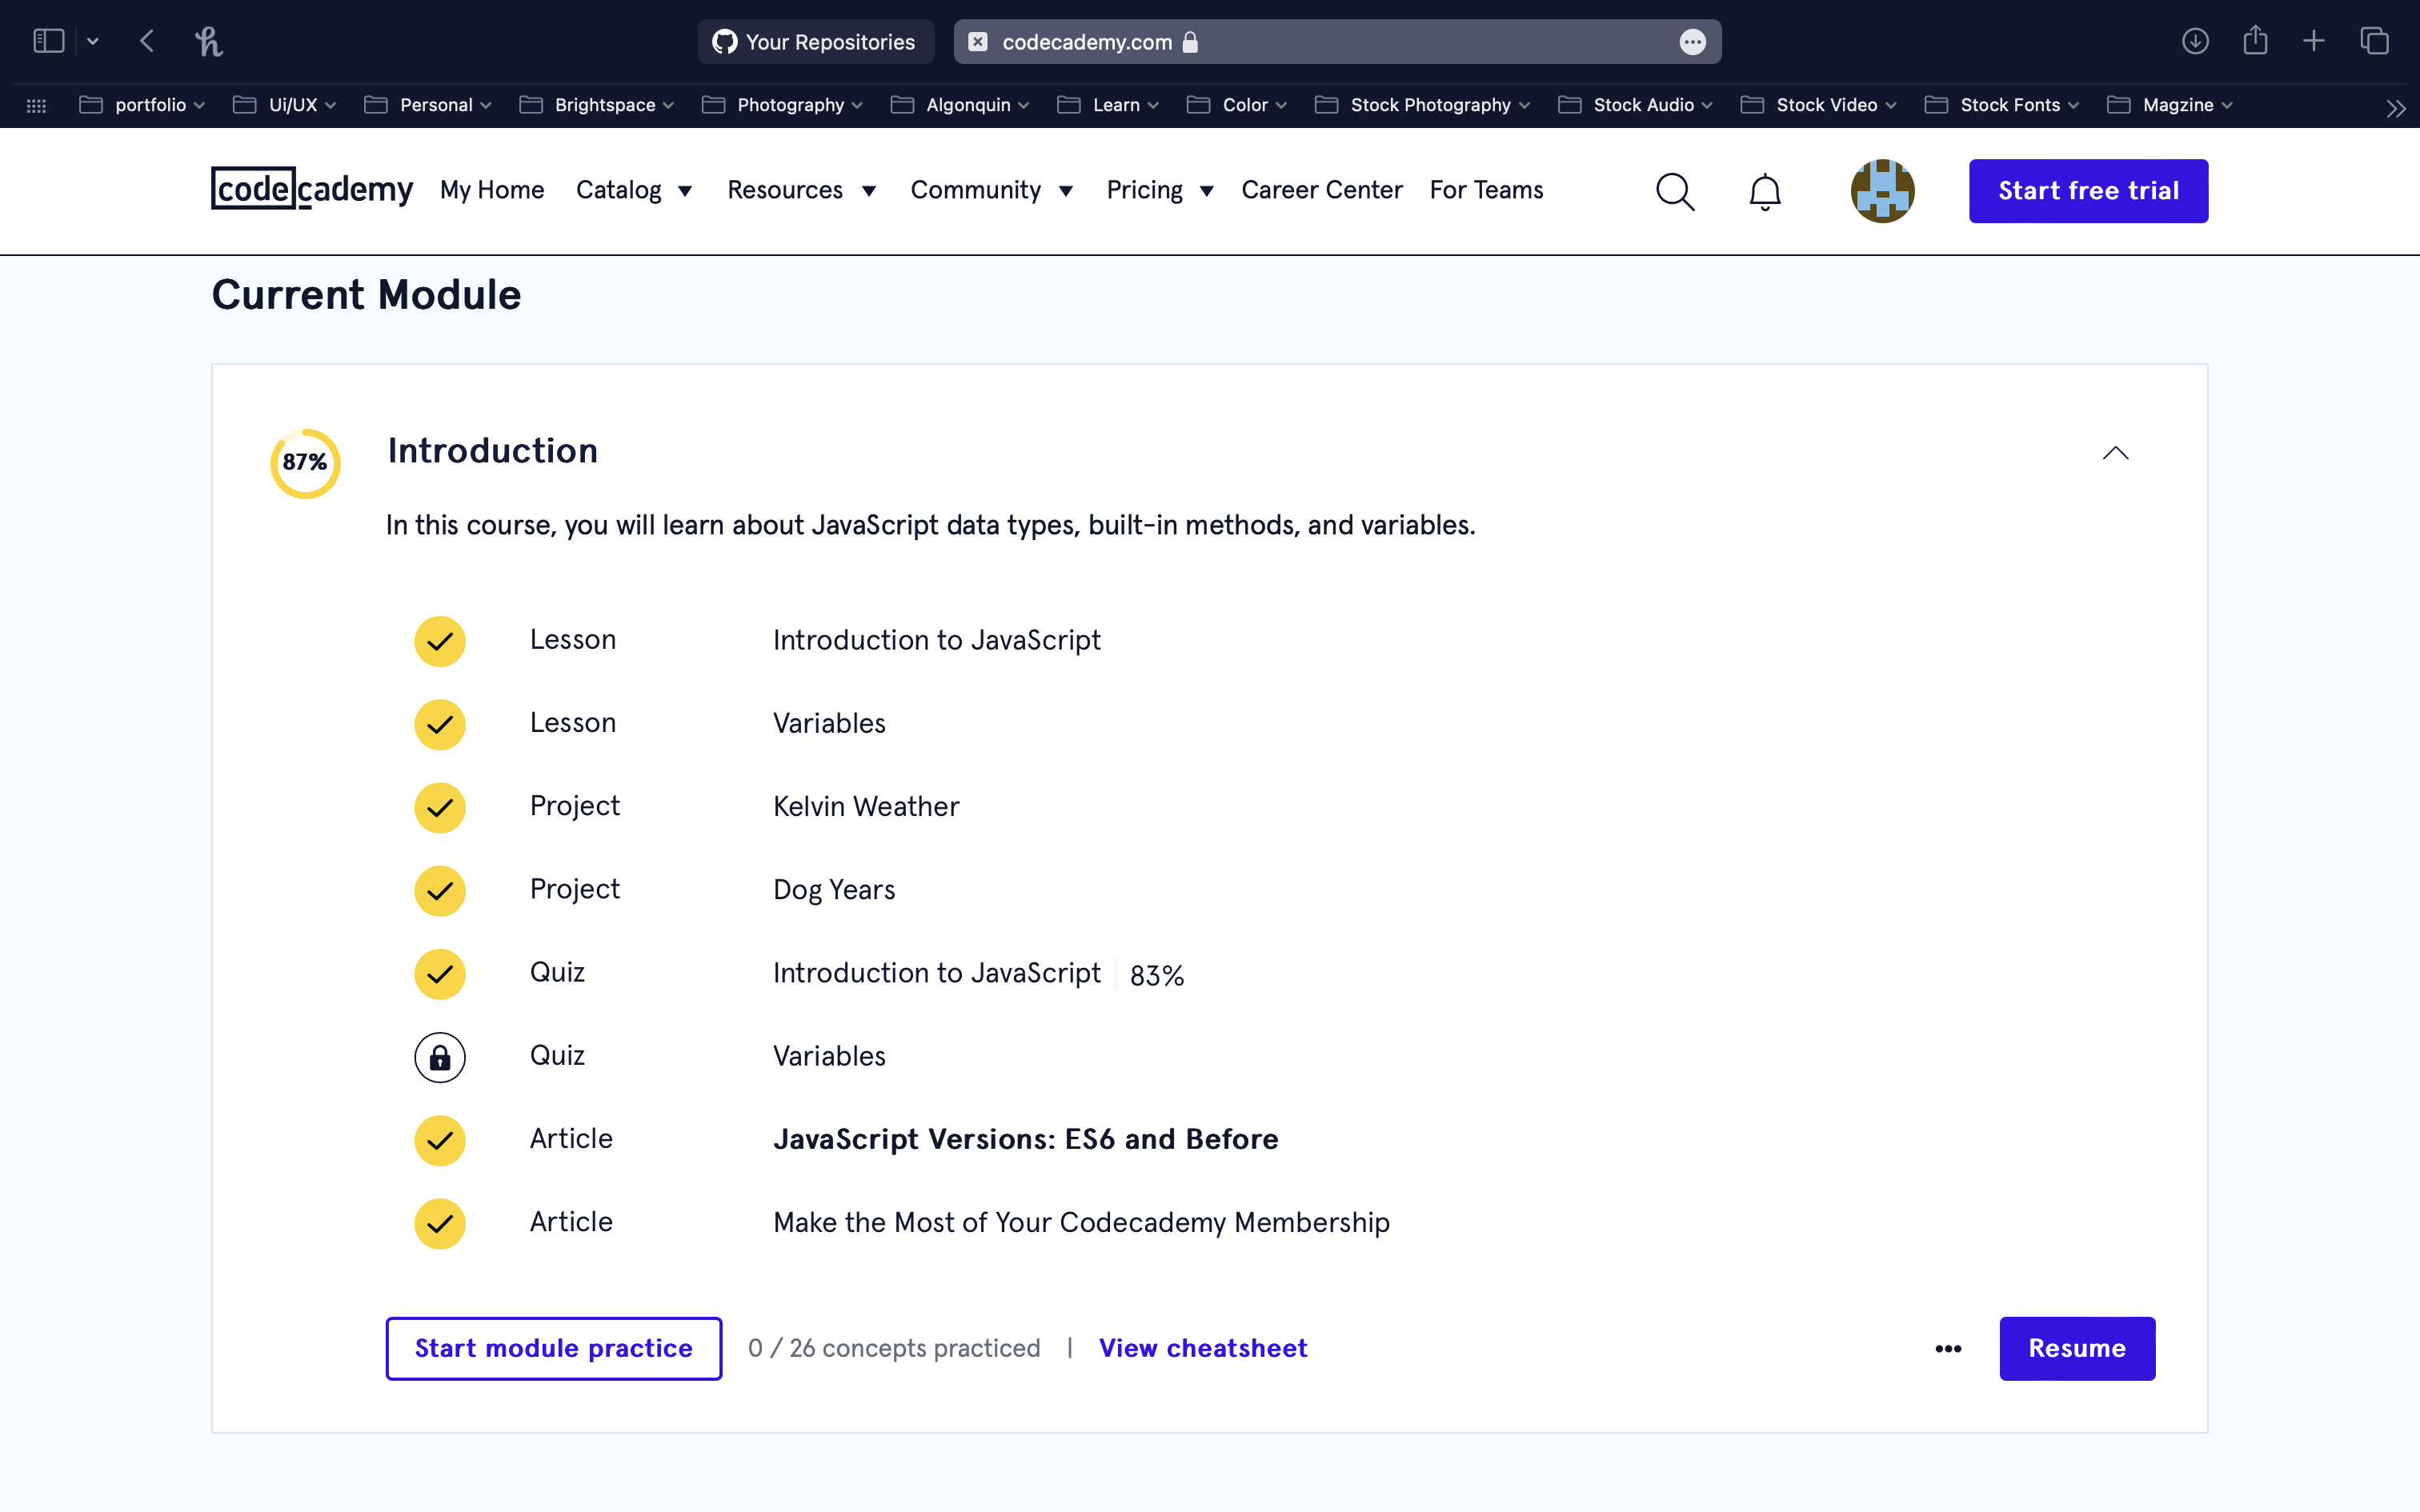 Your Repositories codecademy.com
portfolio Ui/UX Personal Brightspace Photography Algonquin Learn Color Stock Photography Stock Audio Stock Video Stock Fonts Magzine
codecademy My Home Catalog Resources Community Pricing Career Center For Teams Start free trial
Current Module
87% Introduction
In this course, you will learn about JavaScript data types, built-in methods, and variables.
Lesson Introduction to JavaScript
Lesson Variables
Project Kelvin Weather
Project Dog Years
Quiz Introduction to JavaScript 83%
Quiz Variables
Article JavaScript Versions: ES6 and Before
Article Make the Most of Your Codecademy Membership
Start module practice 0 / 26 concepts practiced | View cheatsheet Resume